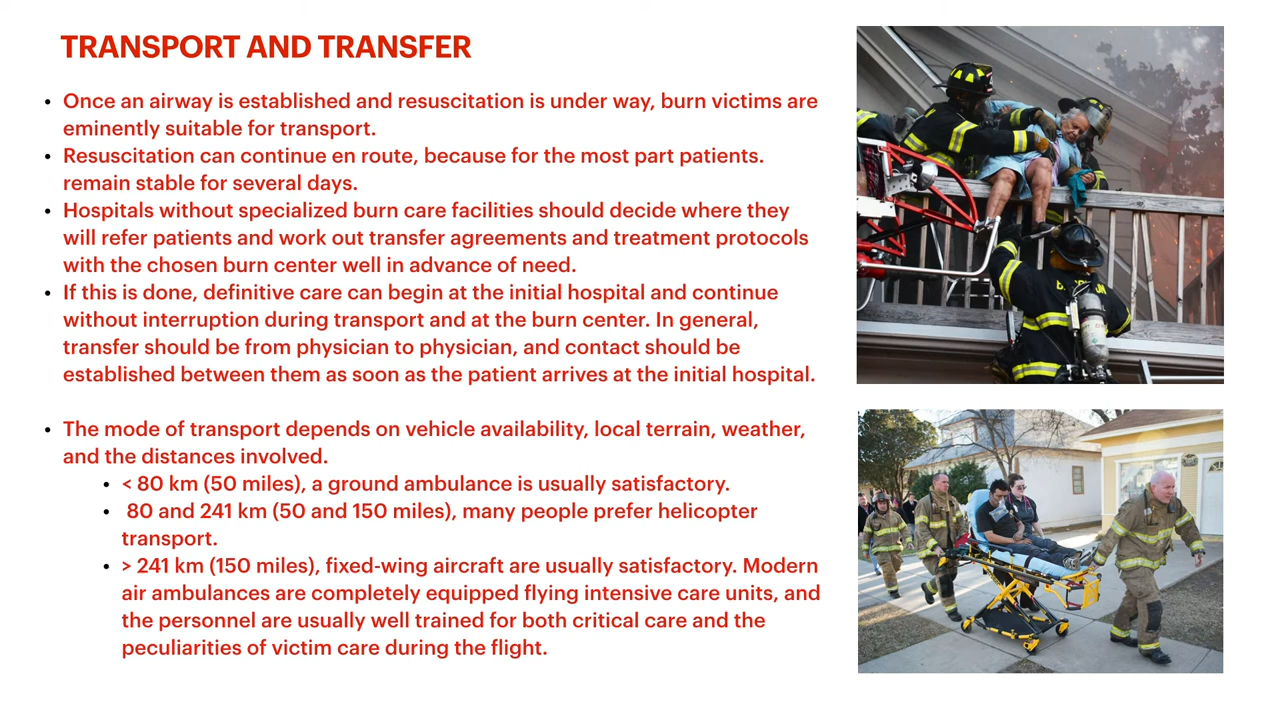 TRANSPORT AND TRANSFER
• Once an airway is established and resuscitation is under way, burn victims are
eminently suitable for transport.
• Resuscitation can continue en route, because for the most part patients.
remain stable for several days.
• Hospitals without specialized burn care facilities should decide where they
will refer patients and work out transfer agreements and treatment protocols
with the chosen burn center well in advance of need.
• If this is done, definitive care can begin at the initial hospital and continue
without interruption during transport and at the burn center. In general,
transfer should be from physician to physician, and contact should be
established between them as soon as the patient arrives at the initial hospital.
• The mode of transport depends on vehicle availability, local terrain, weather,
and the distances involved.
• < 80 km (50 miles), a ground ambulance is usually satisfactory.
• 80 and 241 km (50 and 150 miles), many people prefer helicopter
transport.
• > 241 km (150 miles), fixed-wing aircraft are usually satisfactory. Modern
air ambulances are completely equipped flying intensive care units, and
the personnel are usually well trained for both critical care and the
peculiarities of victim care during the flight.